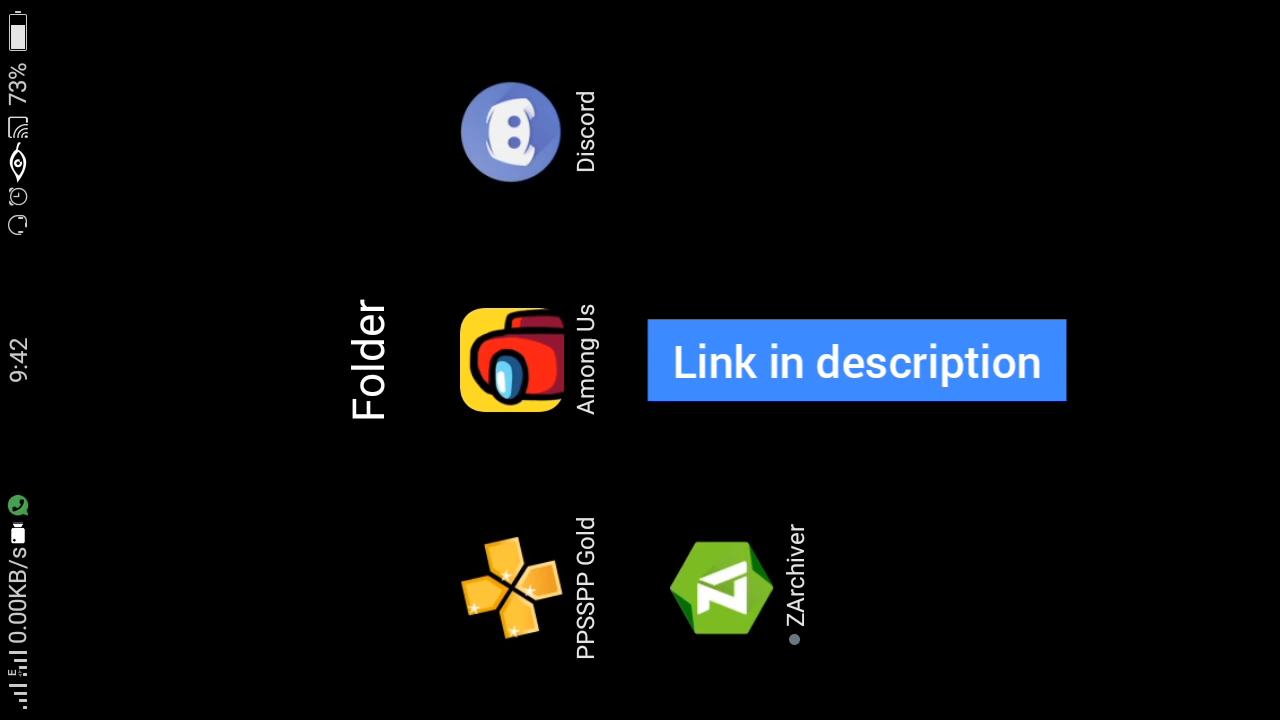 0.00KB/s
9:42
73%
Folder
PPSSPP Gold
Among Us
Discord
ZArchiver
Link in description